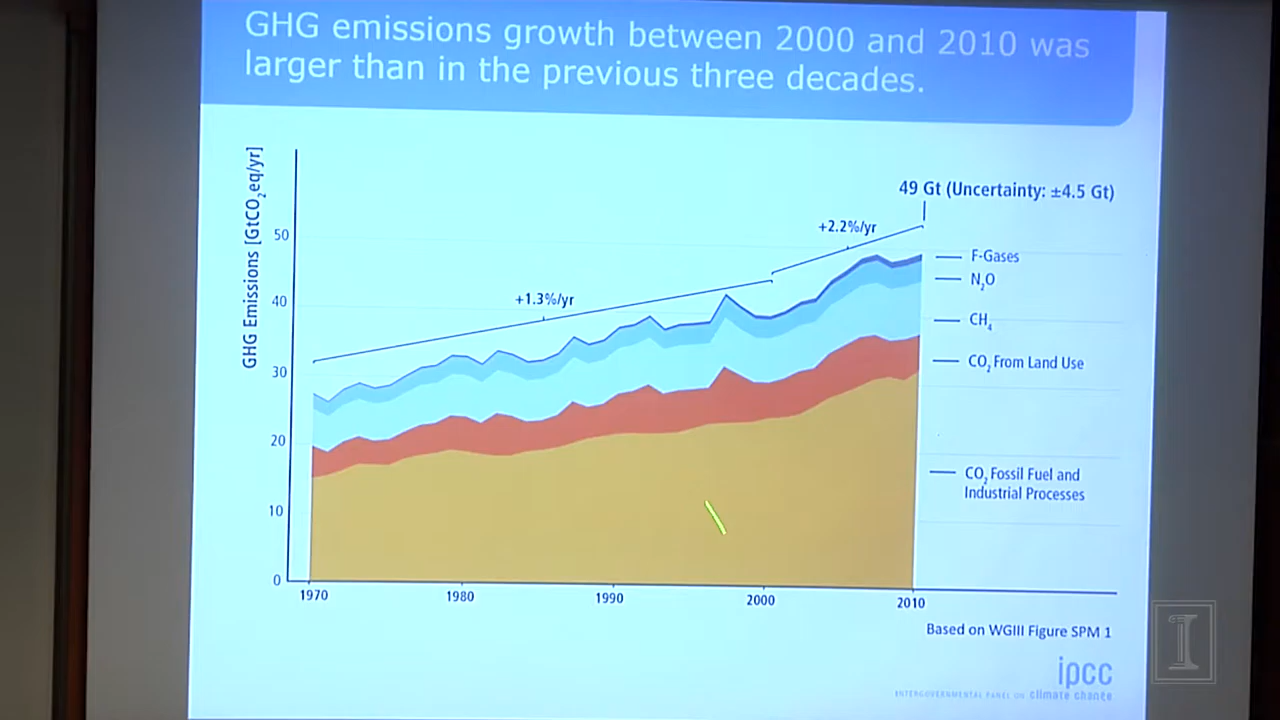 GHG emissions growth between 2000 and 2010 was
larger than in the previous three decades.
GHG Emissions [GtCO₂eq/yr]
49 Gt (Uncertainty: ±4.5 Gt)
+2.2%/yr
+1.3%/yr
50
40
30
20
10
0
F-Gases
N₂O
CH₄
CO₂ From Land Use
CO₂ Fossil Fuel and
Industrial Processes
1970 1980 1990 2000 2010
Based on WGIII Figure SPM 1
ipcc
INTERGOVERNMENTAL PANEL ON climate change
I